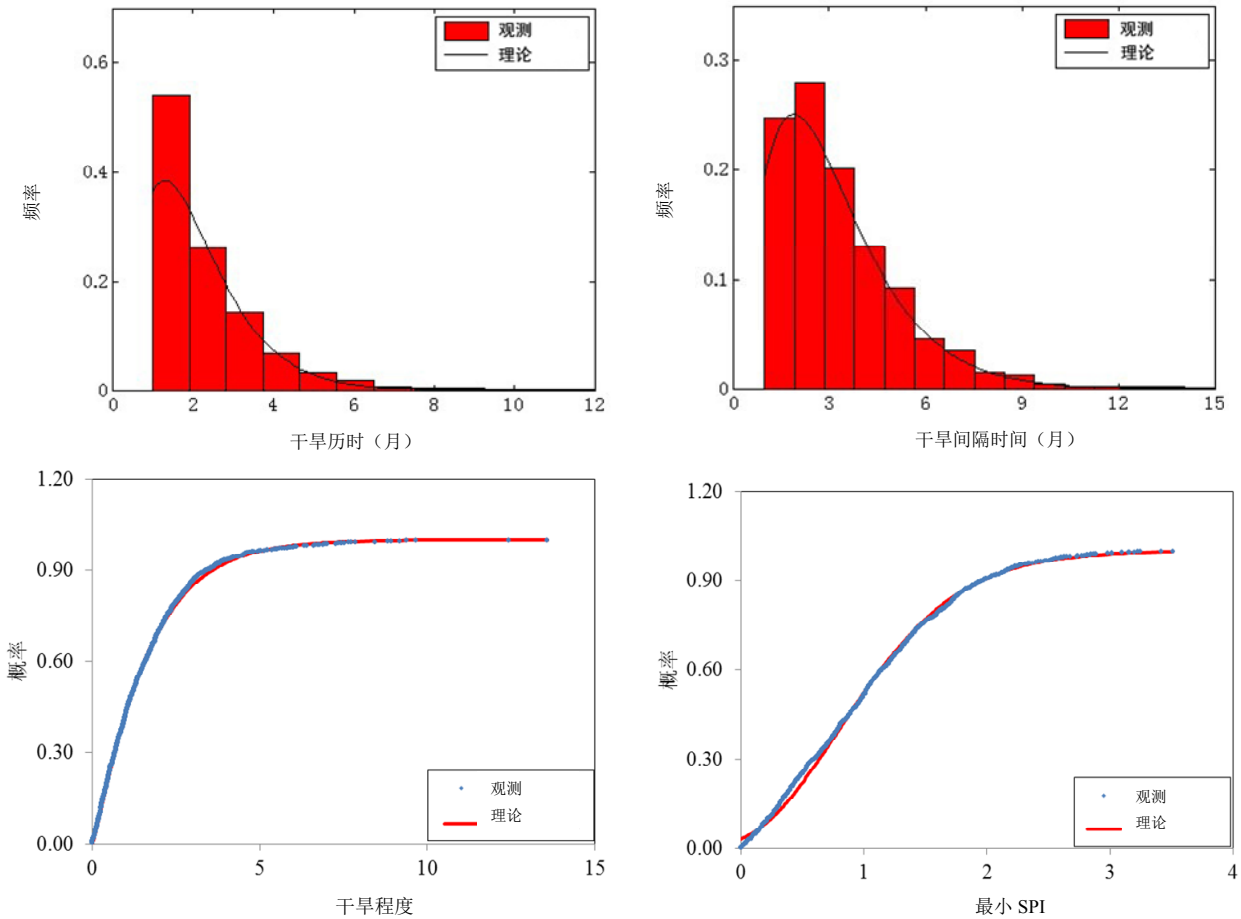 观测
理论
0.6
0.4
0.2
0
频率
0 2 4 6 8 10 12
干旱历时（月）
观测
理论
0.3
0.2
0.1
0
频率
0 3 6 9 12 15
干旱间隔时间（月）
1.20
0.90
0.60
0.30
0.00
概率
观测
理论
0 5 10 15
干旱程度
1.20
0.90
0.60
0.30
0.00
概率
观测
理论
0 1 2 3 4
最小 SPI